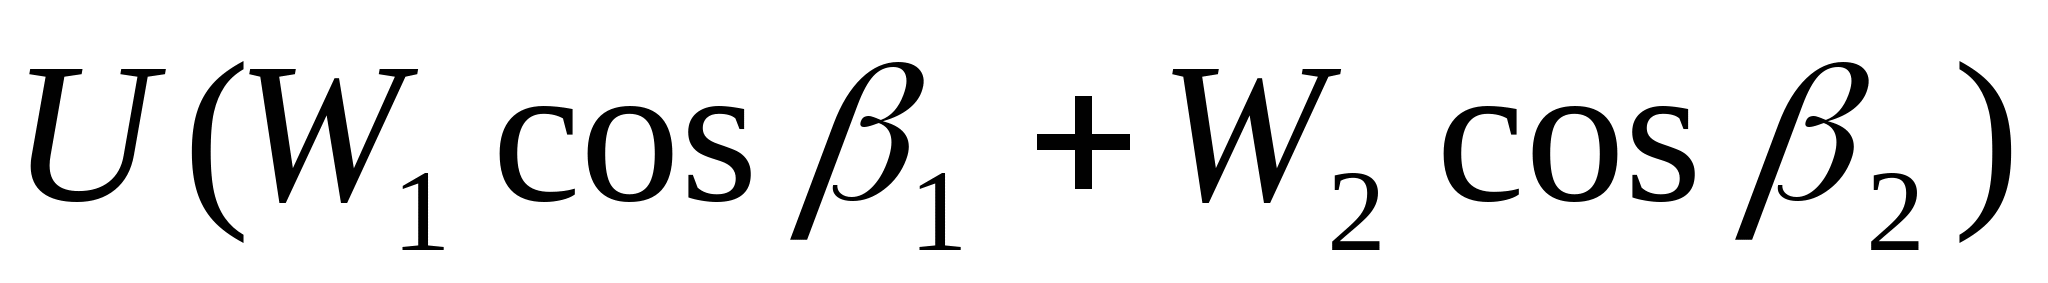 U(W₁ cos β₁ + W₂ cos β₂)